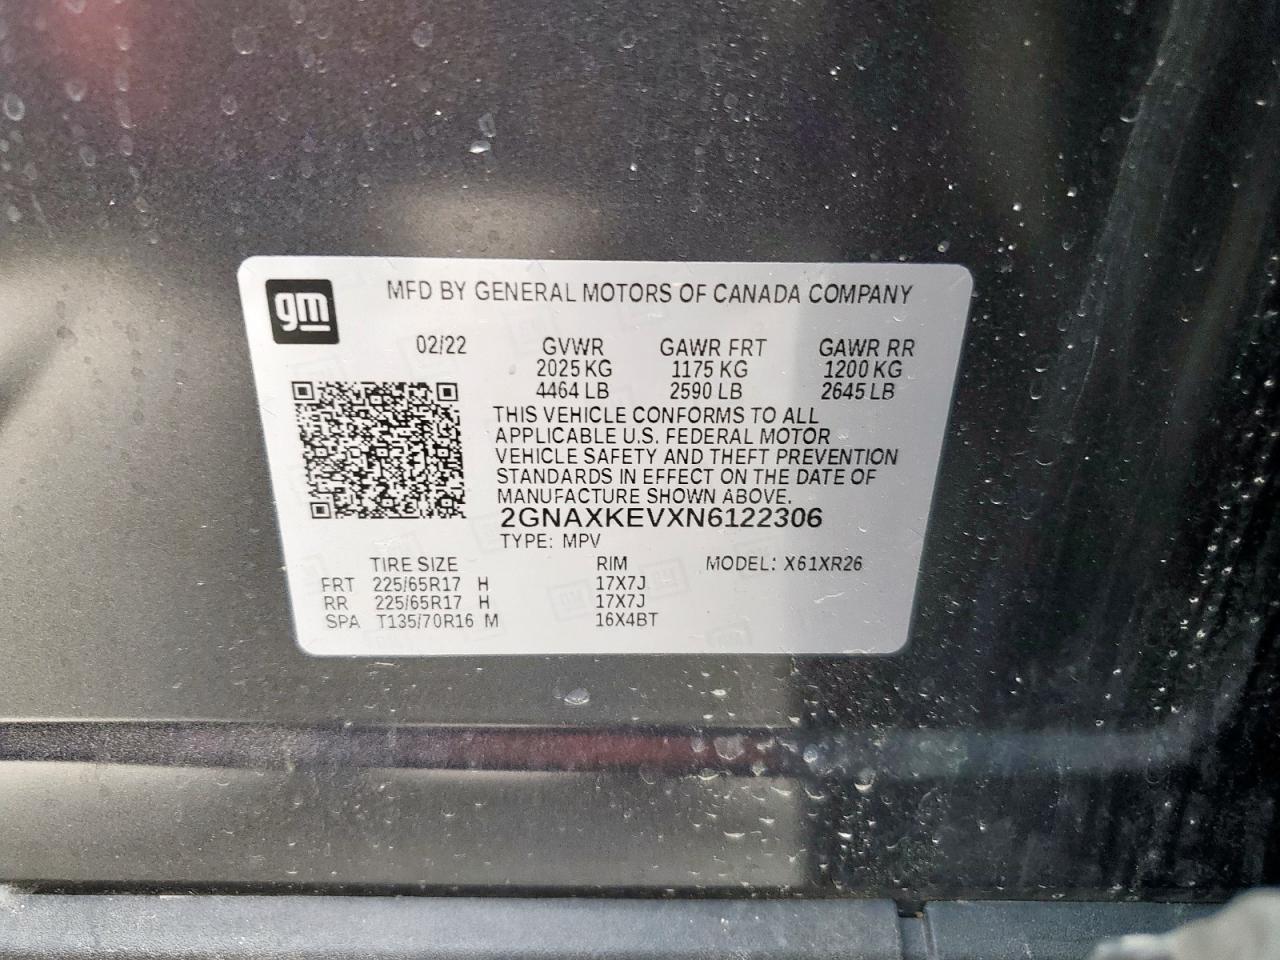 gm
MFD BY GENERAL MOTORS OF CANADA COMPANY
02/22 GVWR GAWR FRT GAWR RR
2025 KG 1175 KG 1200 KG
4464 LB 2590 LB 2645 LB
THIS VEHICLE CONFORMS TO ALL
APPLICABLE U.S. FEDERAL MOTOR
VEHICLE SAFETY AND THEFT PREVENTION
STANDARDS IN EFFECT ON THE DATE OF
MANUFACTURE SHOWN ABOVE.
2GNAXKEVXN6122306
TYPE: MPV
TIRE SIZE RIM MODEL: X61XR26
FRT 225/65R17 H 17X7J
RR 225/65R17 H 17X7J
SPA T135/70R16 M 16X4BT